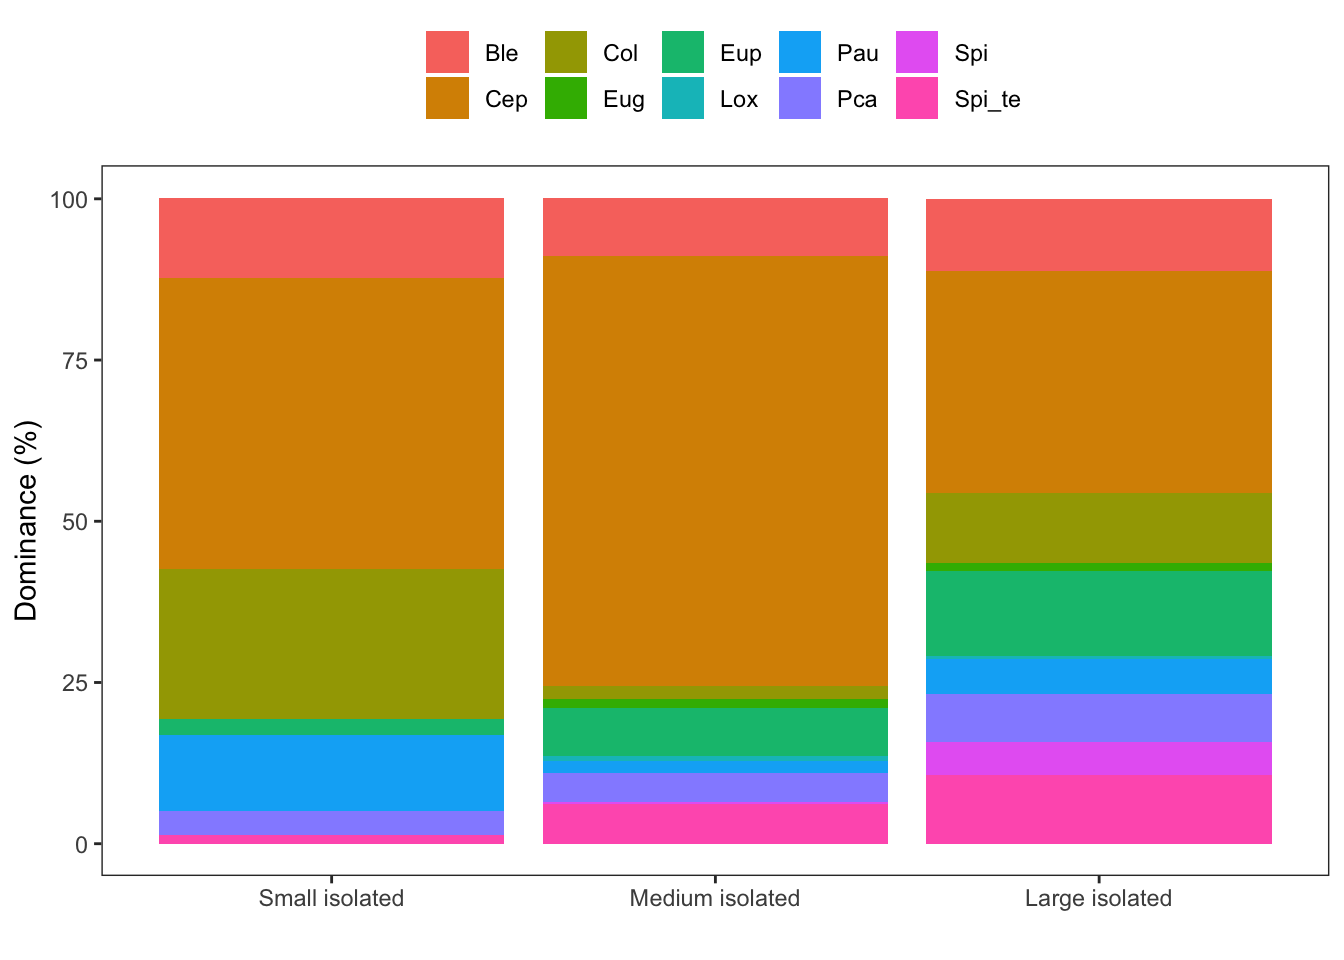 Ble Col Eup Pau Spi
Cep Eug Lox Pca Spi_te
Dominance (%)
100
75
50
25
0
Small isolated Medium isolated Large isolated